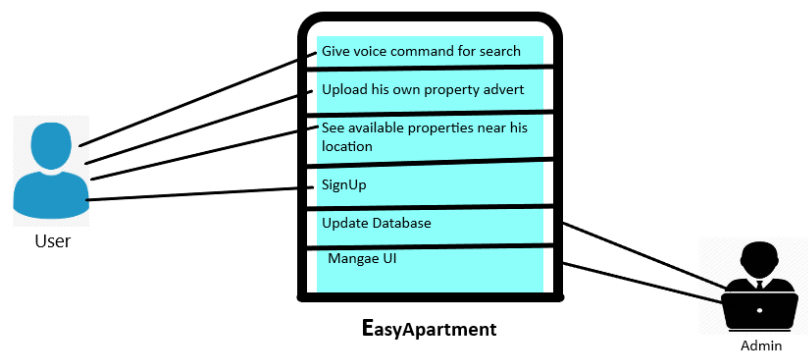 Give voice command for search
Upload his own property advert
See available properties near his
location
SignUp
Update Database
Mangae UI
User
Admin
EasyApartment